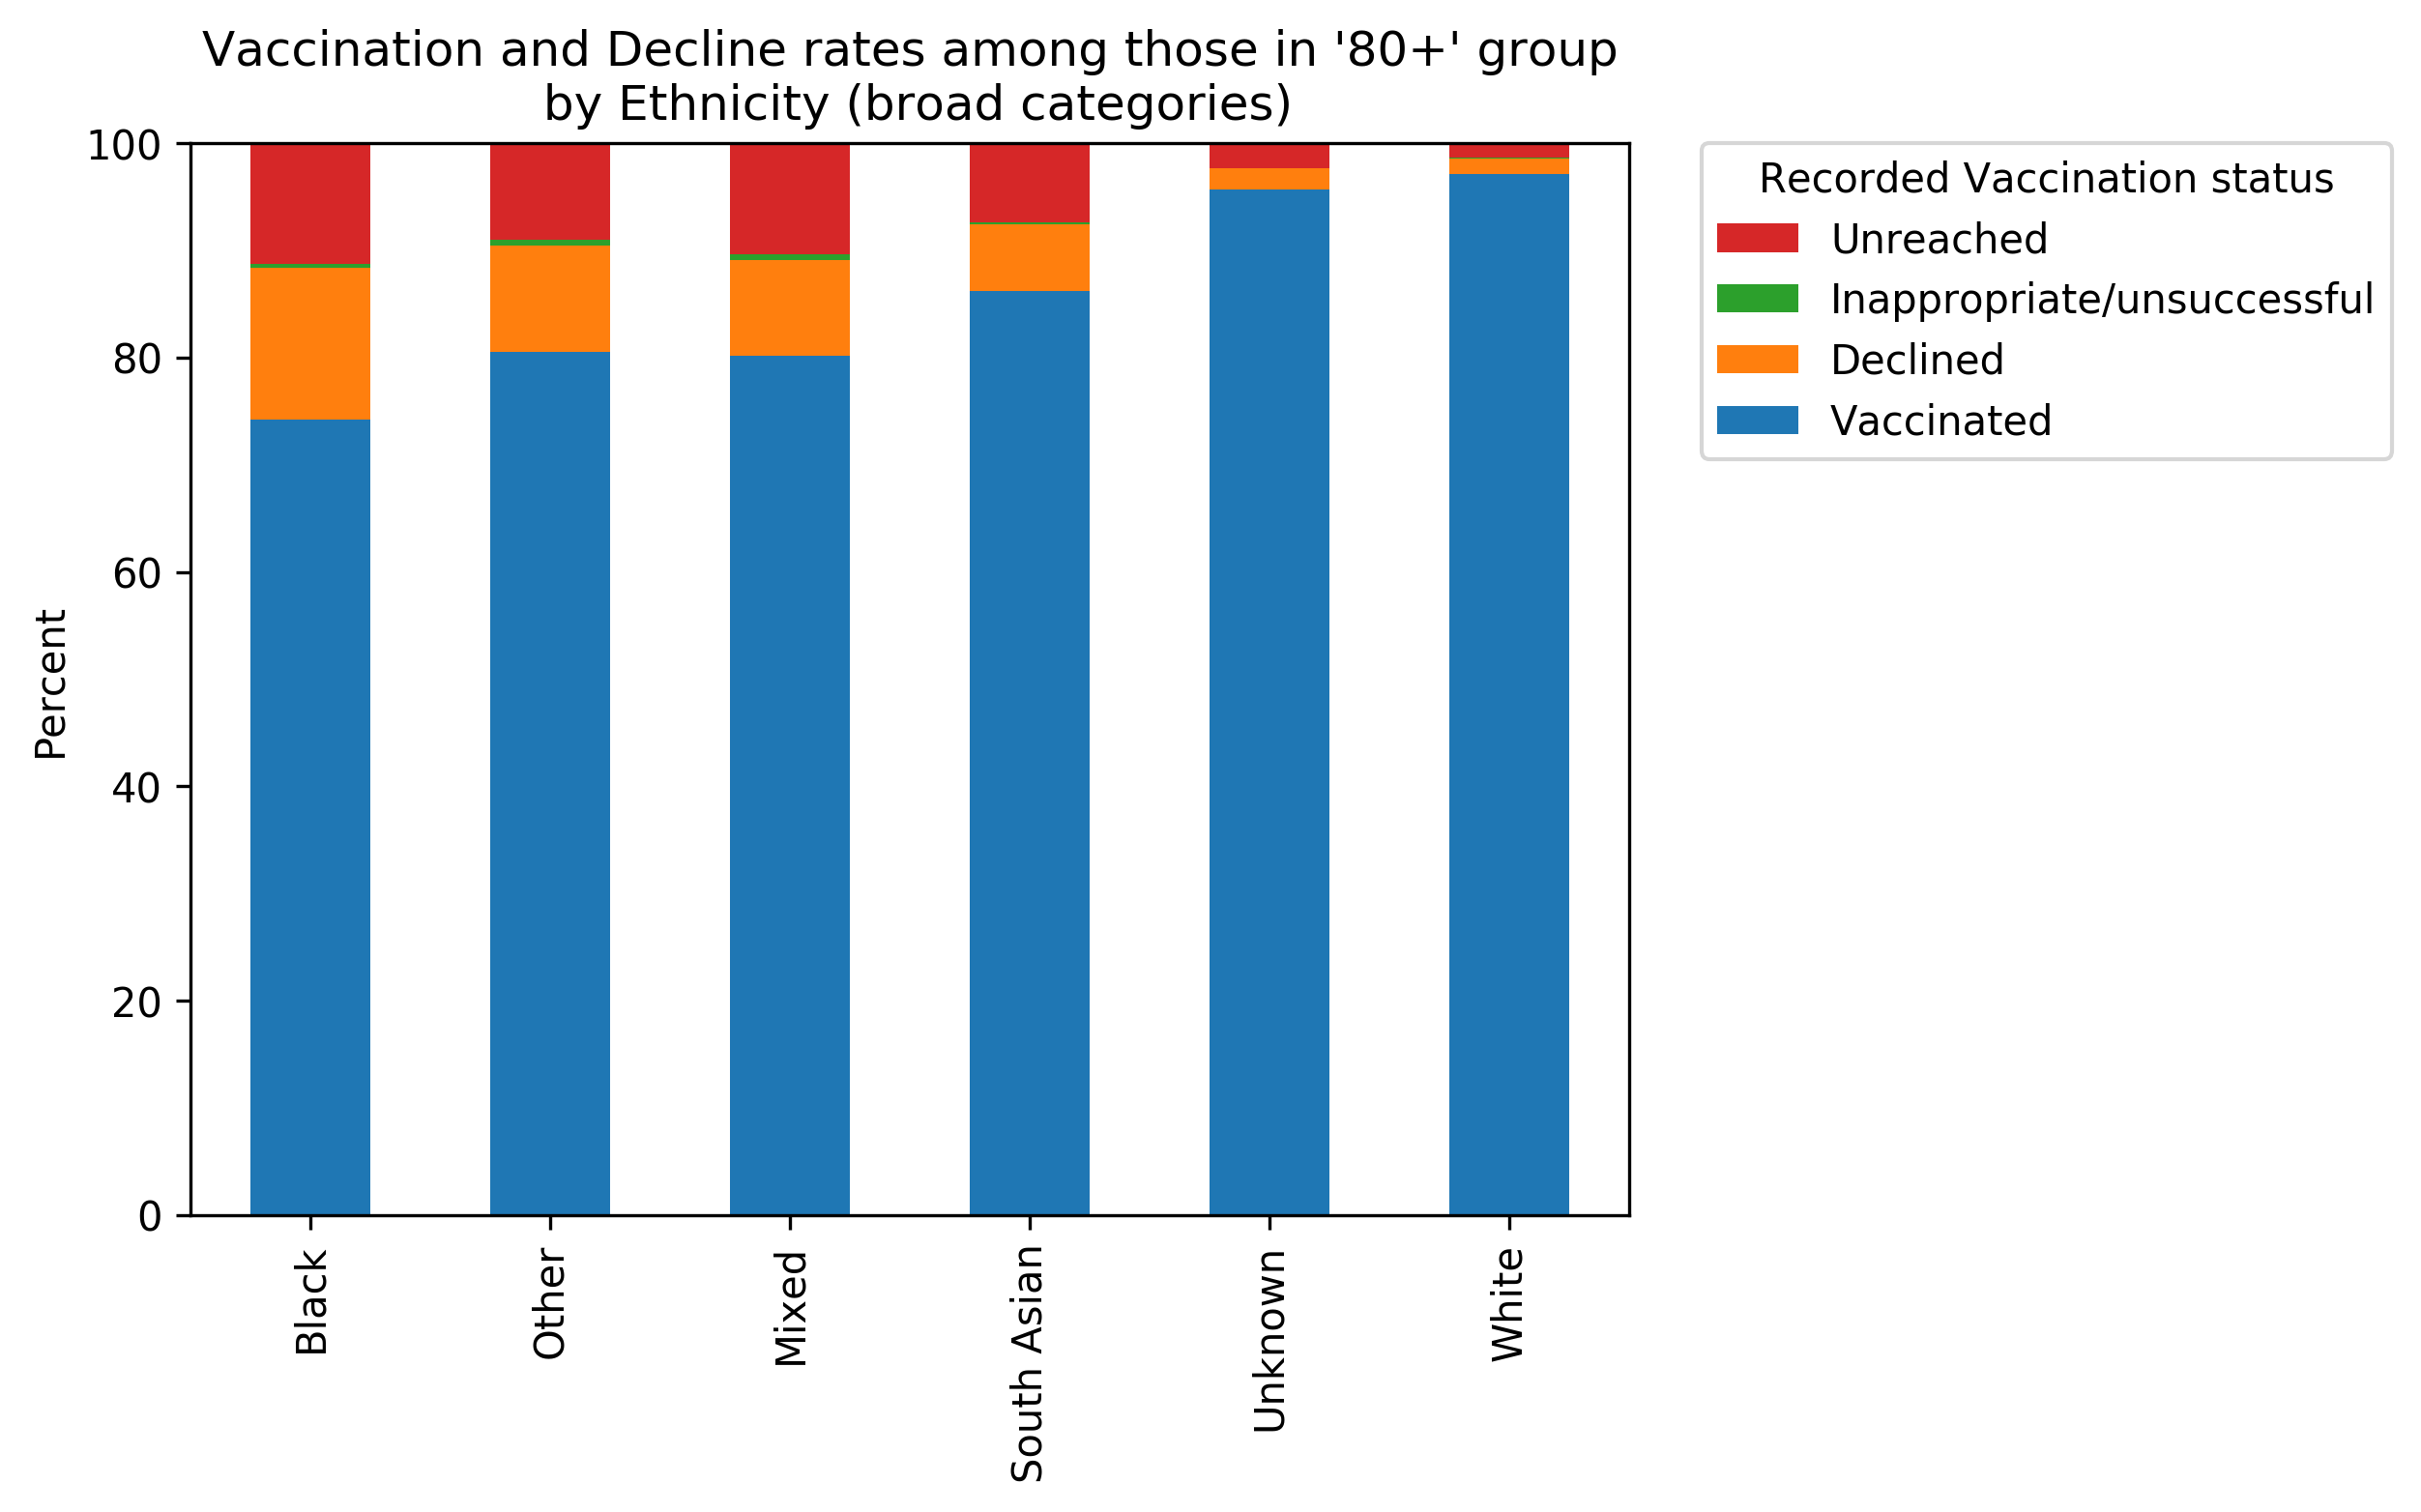 Vaccination and Decline rates among those in '80+' group
by Ethnicity (broad categories)
100
80
60
40
20
0
Percent
Black
Other
Mixed
South Asian
Unknown
White
Recorded Vaccination status
Unreached
Inappropriate/unsuccessful
Declined
Vaccinated